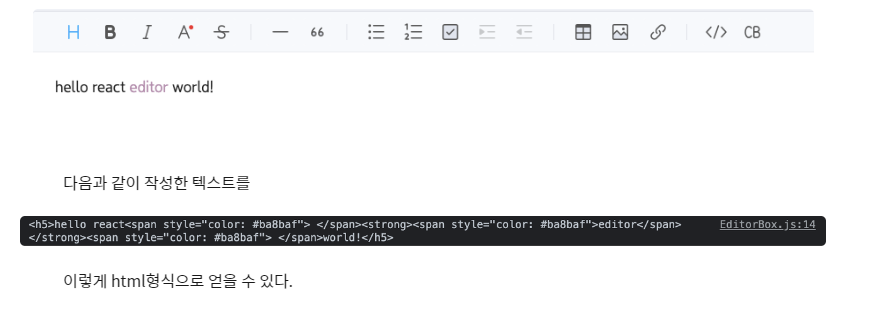 H B I A S — 66 </> CB
hello react editor world!
다음과 같이 작성한 텍스트를
<h5>hello react<span style="color: #ba8baf"> </span><strong><span style="color: #ba8baf">editor</span> EditorBox.js:14
</strong><span style="color: #ba8baf"> </span>world!</h5>
이렇게 html형식으로 얻을 수 있다.